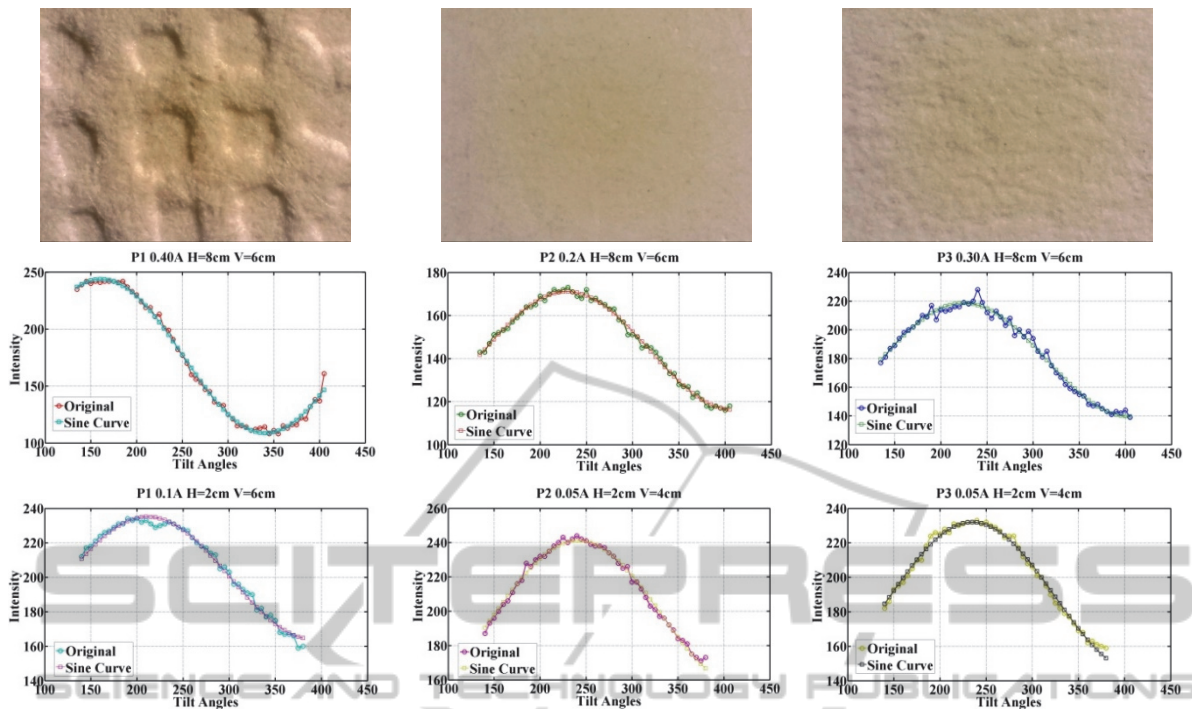 P1 0.40A H=8cm V=6cm
250
200
150
100
Intensity
Original
Sine Curve
100 150 200 250 300 350 400 450
Tilt Angles
P2 0.2A H=8cm V=6cm
180
160
140
120
100
Intensity
Original
Sine Curve
100 150 200 250 300 350 400 450
Tilt Angles
P3 0.30A H=8cm V=6cm
220
200
180
160
140
120
Intensity
Original
Sine Curve
100 150 200 250 300 350 400 450
Tilt Angles
P1 0.1A H=2cm V=6cm
240
220
200
180
160
140
Intensity
Original
Sine Curve
100 150 200 250 300 350 400 450
Tilt Angles
P2 0.05A H=2cm V=4cm
260
240
220
200
180
160
Intensity
Original
Sine Curve
100 150 200 250 300 350 400 450
Tilt Angles
P3 0.05A H=2cm V=4cm
240
220
200
180
160
140
Intensity
Original
Sine Curve
100 150 200 250 300 350 400 450
Tilt Angles
SCITEPRESS
SCIENCE AND TECHNOLOGY PUBLICATIONS